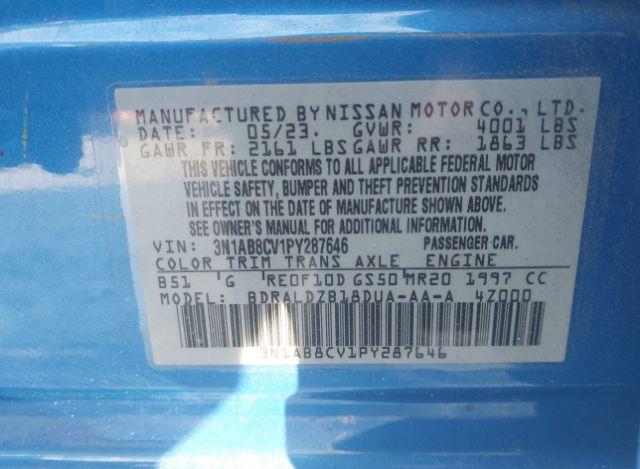 MANUFACTURED BY NISSAN MOTOR CO., LTD.
DATE: 05/23. GVWR: 4001 LBS
GAWR FR: 2161 LBS GAWR RR: 1863 LBS
THIS VEHICLE CONFORMS TO ALL APPLICABLE FEDERAL MOTOR
VEHICLE SAFETY, BUMPER AND THEFT PREVENTION STANDARDS
IN EFFECT ON THE DATE OF MANUFACTURE SHOWN ABOVE.
SEE OWNER'S MANUAL FOR ADDITIONAL INFORMATION.
VIN: 3N1AB8CV1PY287646 PASSENGER CAR.
COLOR TRIM TRANS AXLE ENGINE
B51 G RE0F10D GS50 MR20 1997 CC
MODEL: BDRALDZB18DUA-AA-A 4Z000
3N1AB8CV1PY287646